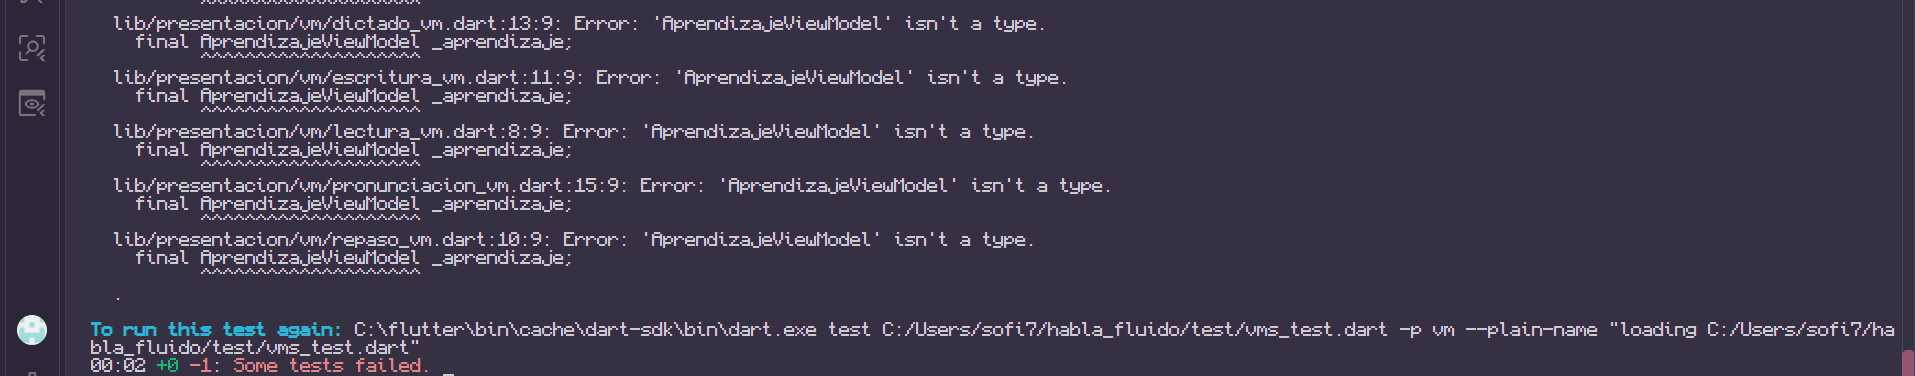 lib/presentacion/vm/dictado_vm.dart:13:9: Error: 'AprendizajeViewModel' isn't a type.
final AprendizajeViewModel _aprendizaje;
^^^^^^^^^^^^^^^^^^^^
lib/presentacion/vm/escritura_vm.dart:11:9: Error: 'AprendizajeViewModel' isn't a type.
final AprendizajeViewModel _aprendizaje;
^^^^^^^^^^^^^^^^^^^^
lib/presentacion/vm/lectura_vm.dart:8:9: Error: 'AprendizajeViewModel' isn't a type.
final AprendizajeViewModel _aprendizaje;
^^^^^^^^^^^^^^^^^^^^
lib/presentacion/vm/pronunciacion_vm.dart:15:9: Error: 'AprendizajeViewModel' isn't a type.
final AprendizajeViewModel _aprendizaje;
^^^^^^^^^^^^^^^^^^^^
lib/presentacion/vm/repaso_vm.dart:10:9: Error: 'AprendizajeViewModel' isn't a type.
final AprendizajeViewModel _aprendizaje;
^^^^^^^^^^^^^^^^^^^^
.
To run this test again: C:\flutter\bin\cache\dart-sdk\bin\dart.exe test C:/Users/sofi7/habla_fluido/test/vms_test.dart -p vm --plain-name "loading C:/Users/sofi7/ha
bla_fluido/test/vms_test.dart"
00:02 +0 -1: Some tests failed.